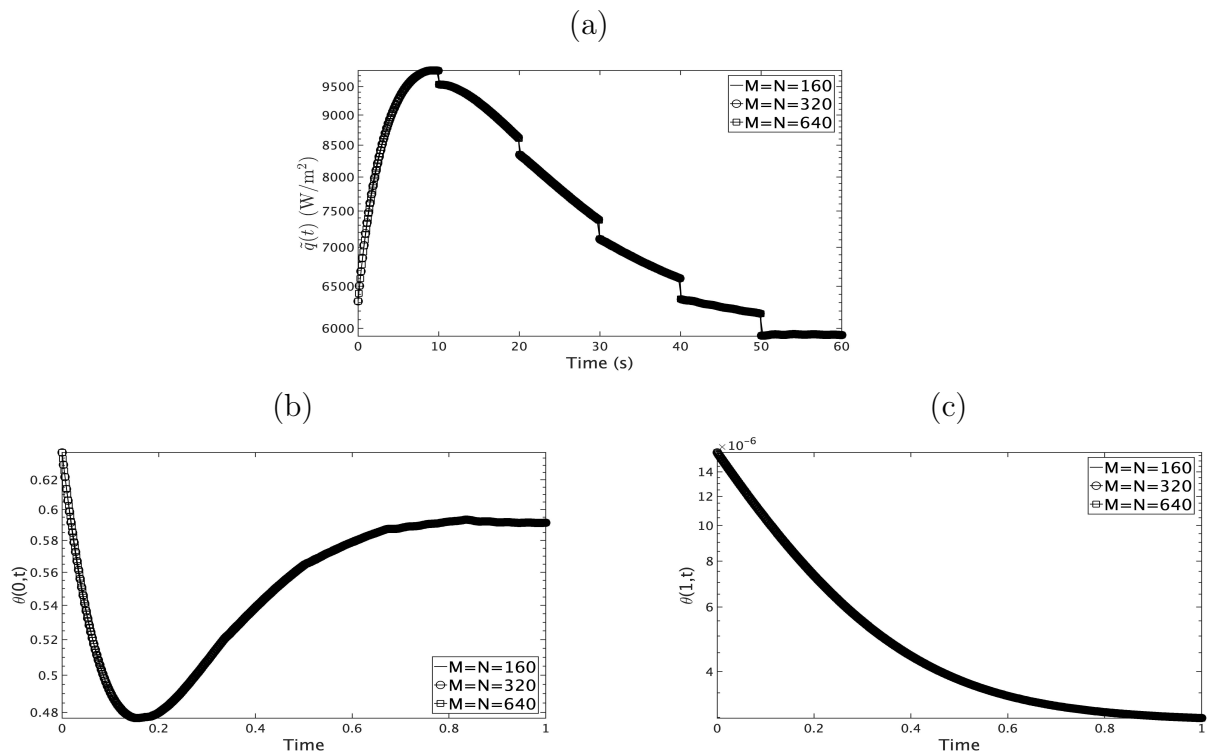 (a)
9500
9000
8500
8000
7500
7000
6500
6000
q̃(t) (W/m²)
M=N=160
M=N=320
M=N=640
0 10 20 30 40 50 60
Time (s)
(b)
0.62
0.6
0.58
0.56
0.54
0.52
0.5
0.48
θ(0,t)
M=N=160
M=N=320
M=N=640
0 0.2 0.4 0.6 0.8 1
Time
(c)
×10⁻⁶
14
12
10
8
6
4
θ(1,t)
M=N=160
M=N=320
M=N=640
0 0.2 0.4 0.6 0.8 1
Time